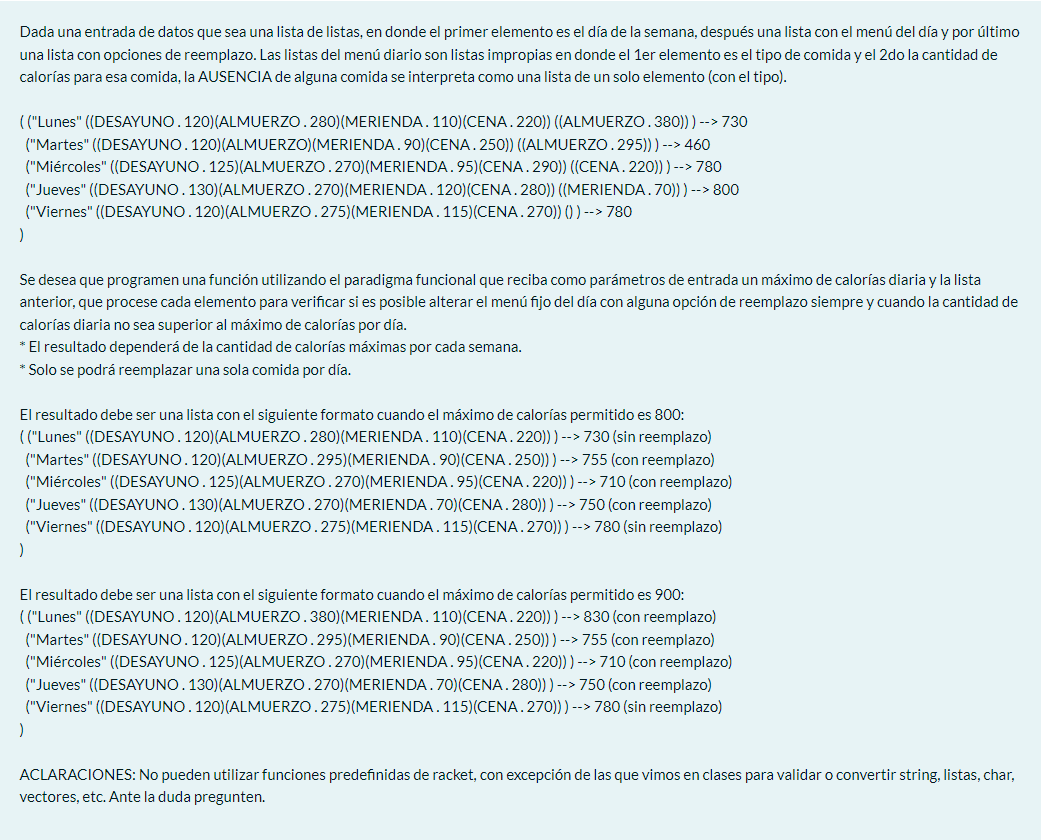 Dada una entrada de datos que sea una lista de listas, en donde el primer elemento es el día de la semana, después una lista con el menú del día y por último
una lista con opciones de reemplazo. Las listas del menú diario son listas impropias en donde el 1er elemento es el tipo de comida y el 2do la cantidad de
calorías para esa comida, la AUSENCIA de alguna comida se interpreta como una lista de un solo elemento (con el tipo).
( ("Lunes" ((DESAYUNO . 120)(ALMUERZO . 280)(MERIENDA . 110)(CENA . 220)) ((ALMUERZO . 380)) ) --> 730
("Martes" ((DESAYUNO . 120)(ALMUERZO)(MERIENDA . 90)(CENA . 250)) ((ALMUERZO . 295)) ) --> 460
("Miércoles" ((DESAYUNO . 125)(ALMUERZO . 270)(MERIENDA . 95)(CENA . 290)) ((CENA . 220)) ) --> 780
("Jueves" ((DESAYUNO . 130)(ALMUERZO . 270)(MERIENDA . 120)(CENA . 280)) ((MERIENDA . 70)) ) --> 800
("Viernes" ((DESAYUNO . 120)(ALMUERZO . 275)(MERIENDA . 115)(CENA . 270)) () ) --> 780
)
Se desea que programen una función utilizando el paradigma funcional que reciba como parámetros de entrada un máximo de calorías diaria y la lista
anterior, que procese cada elemento para verificar si es posible alterar el menú fijo del día con alguna opción de reemplazo siempre y cuando la cantidad de
calorías diaria no sea superior al máximo de calorías por día.
* El resultado dependerá de la cantidad de calorías máximas por cada semana.
* Solo se podrá reemplazar una sola comida por día.
El resultado debe ser una lista con el siguiente formato cuando el máximo de calorías permitido es 800:
( ("Lunes" ((DESAYUNO . 120)(ALMUERZO . 280)(MERIENDA . 110)(CENA . 220)) ) --> 730 (sin reemplazo)
("Martes" ((DESAYUNO . 120)(ALMUERZO . 295)(MERIENDA . 90)(CENA . 250)) ) --> 755 (con reemplazo)
("Miércoles" ((DESAYUNO . 125)(ALMUERZO . 270)(MERIENDA . 95)(CENA . 220)) ) --> 710 (con reemplazo)
("Jueves" ((DESAYUNO . 130)(ALMUERZO . 270)(MERIENDA . 70)(CENA . 280)) ) --> 750 (con reemplazo)
("Viernes" ((DESAYUNO . 120)(ALMUERZO . 275)(MERIENDA . 115)(CENA . 270)) ) --> 780 (sin reemplazo)
)
El resultado debe ser una lista con el siguiente formato cuando el máximo de calorías permitido es 900:
( ("Lunes" ((DESAYUNO . 120)(ALMUERZO . 380)(MERIENDA . 110)(CENA . 220)) ) --> 830 (con reemplazo)
("Martes" ((DESAYUNO . 120)(ALMUERZO . 295)(MERIENDA . 90)(CENA . 250)) ) --> 755 (con reemplazo)
("Miércoles" ((DESAYUNO . 125)(ALMUERZO . 270)(MERIENDA . 95)(CENA . 220)) ) --> 710 (con reemplazo)
("Jueves" ((DESAYUNO . 130)(ALMUERZO . 270)(MERIENDA . 70)(CENA . 280)) ) --> 750 (con reemplazo)
("Viernes" ((DESAYUNO . 120)(ALMUERZO . 275)(MERIENDA . 115)(CENA . 270)) ) --> 780 (sin reemplazo)
)
ACLARACIONES: No pueden utilizar funciones predefinidas de racket, con excepción de las que vimos en clases para validar o convertir string, listas, char,
vectores, etc. Ante la duda pregunten.